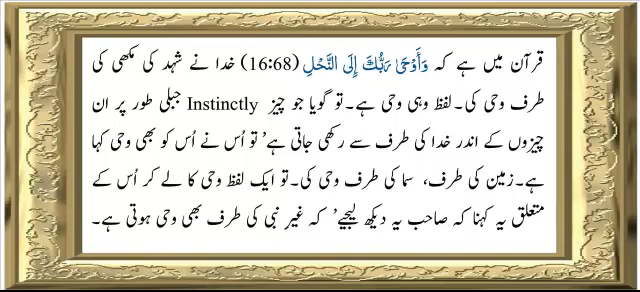 قرآن میں ہے کہ وَأَوْحَىٰ رَبُّكَ إِلَى النَّحْلِ (16:68) خدا نے شہد کی مکھی کی
طرف وحی کی۔ لفظ وہی وحی ہے۔ تو گویا جو چیز Instinctly جبلی طور پر ان
چیزوں کے اندر خدا کی طرف سے رکھی جاتی ہے' تو اُس نے اُس کو بھی وحی کہا
ہے۔ زمین کی طرف، سما کی طرف وحی کی۔ تو ایک لفظ وحی کا لے کر اُس کے
متعلق یہ کہنا کہ صاحب یہ دیکھ لیجیے' کہ غیر نبی کی طرف بھی وحی ہوتی ہے۔